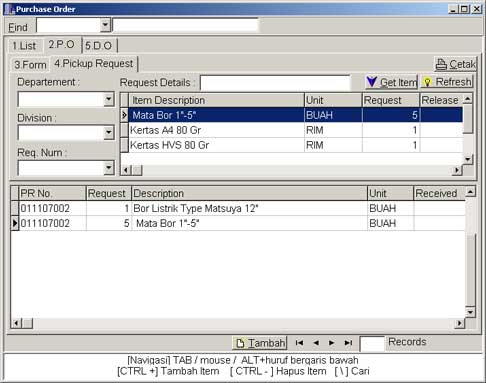 Purchase Order
Find
1.List 2.P.O 5.D.O
3.Form 4.Pickup Request Cetak
Departement : Request Details : Get Item Refresh
Item Description Unit Request Release
Mata Bor 1"-5" BUAH 5
Kertas A4 80 Gr RIM 1
Kertas HVS 80 Gr RIM 1
Division :
Req. Num :
PR No. Request Description Unit Received
011107002 1 Bor Listrik Type Matsuya 12" BUAH
011107002 5 Mata Bor 1"-5" BUAH
Tambah Records
[Navigasi] TAB / mouse / ALT+huruf bergaris bawah
[CTRL +] Tambah Item [ CTRL - ] Hapus Item [ \ ] Cari